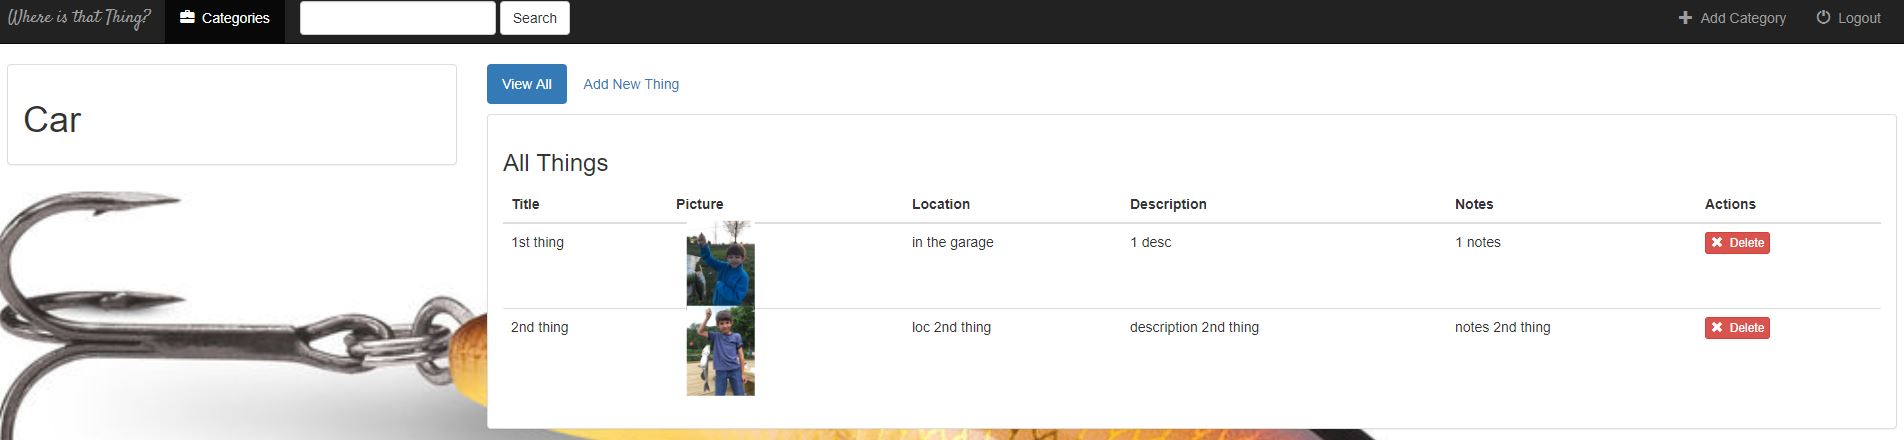 Where is that Thing? Categories Search Add Category Logout
Car
View All Add New Thing
All Things
Title Picture Location Description Notes Actions
1st thing in the garage 1 desc 1 notes Delete
2nd thing loc 2nd thing description 2nd thing notes 2nd thing Delete